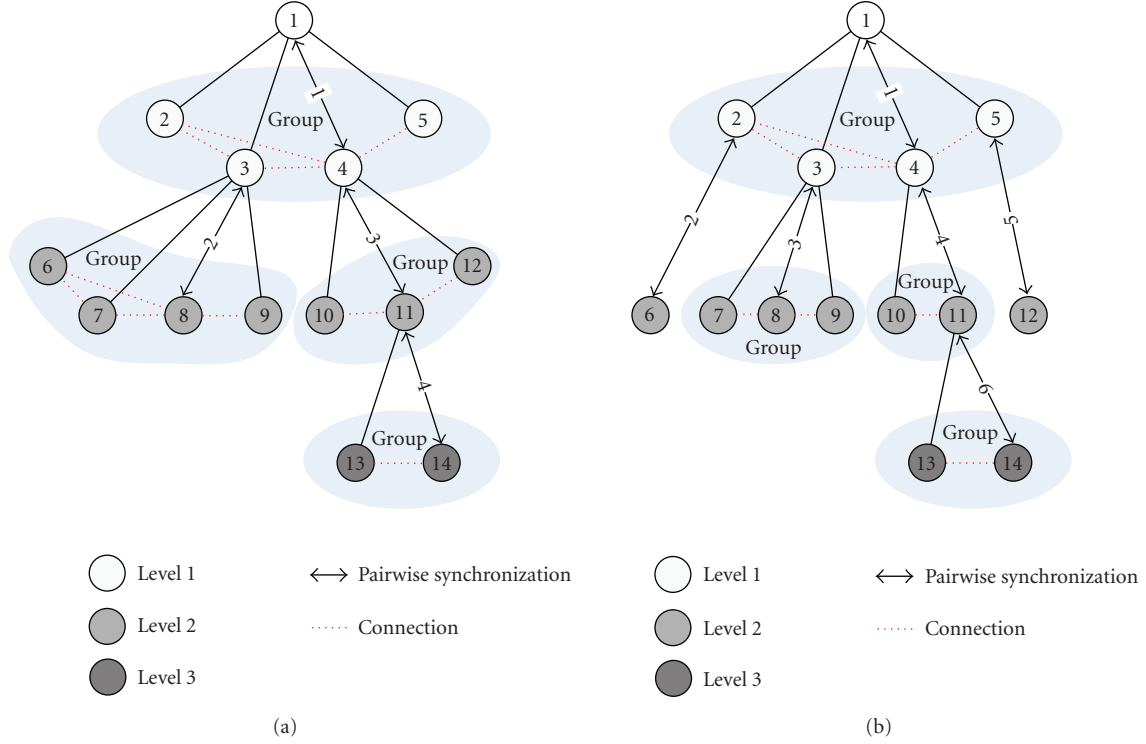 1
1
2
Group
5
3
4
2
3
6
Group
Group
12
7
8
9
10
11
4
Group
13
14
Level 1
Pairwise synchronization
Level 2
Connection
Level 3
(a)
1
1
2
Group
5
3
4
2
3
4
5
Group
6
7
8
9
10
11
12
Group
6
Group
13
14
Level 1
Pairwise synchronization
Level 2
Connection
Level 3
(b)